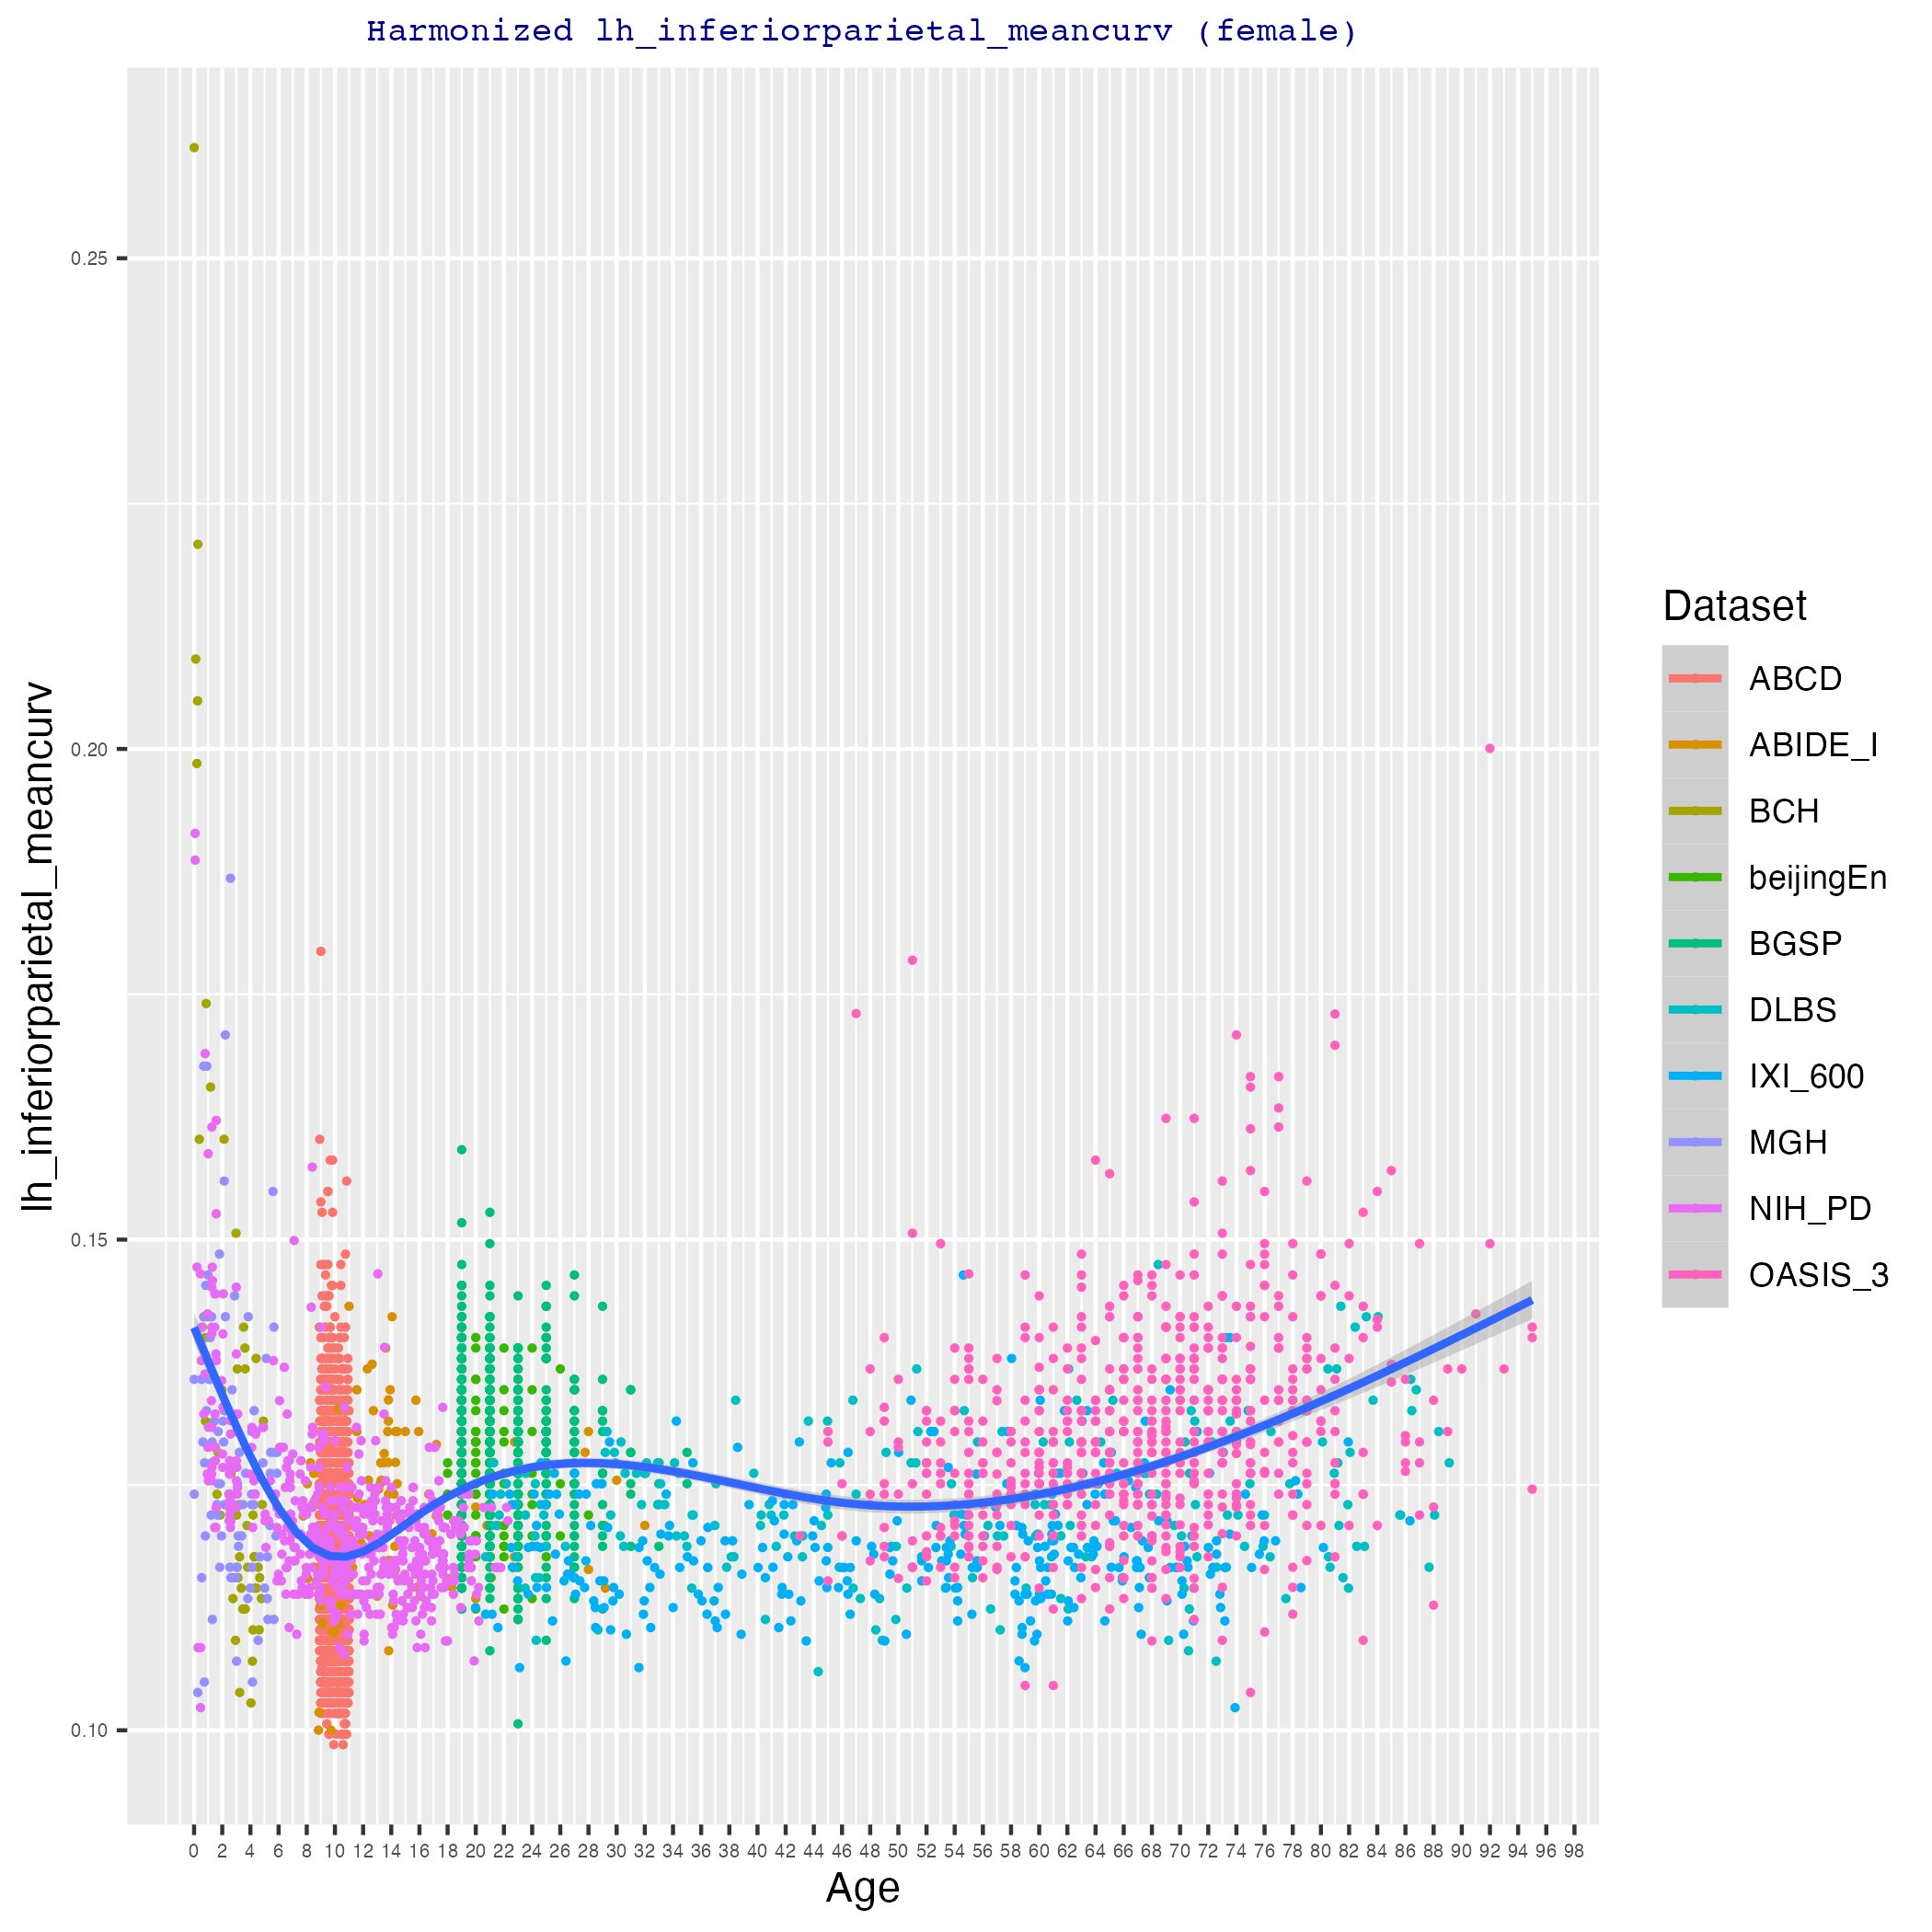 Harmonized lh_inferiorparietal_meancurv (female)
lh_inferiorparietal_meancurv
0.25
0.20
0.15
0.10
0 2 4 6 8 10 12 14 16 18 20 22 24 26 28 30 32 34 36 38 40 42 44 46 48 50 52 54 56 58 60 62 64 66 68 70 72 74 76 78 80 82 84 86 88 90 92 94 96 98
Age
Dataset
ABCD
ABIDE_I
BCH
beijingEn
BGSP
DLBS
IXI_600
MGH
NIH_PD
OASIS_3